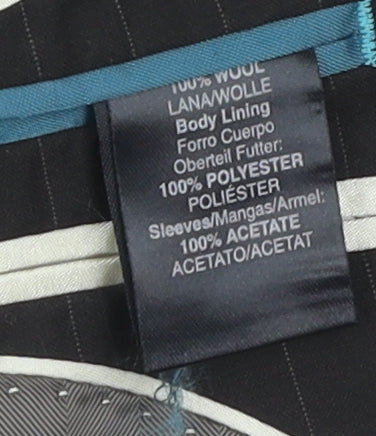 100% WOOL
LANA/WOLLE
Body Lining
Forro Cuerpo
Oberteil Futter:
100% POLYESTER
POLIÉSTER
Sleeves/Mangas/Armel:
100% ACETATE
ACETATO/ACETAT